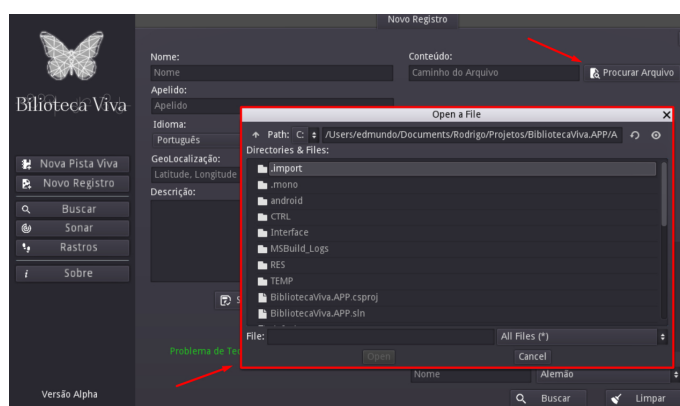 Novo Registro
Bilioteca Viva
Nova Pista Viva
Novo Registro
Buscar
Sonar
Rastros
Sobre
Versão Alpha
Nome:
Nome
Apelido:
Apelido
Idioma:
Português
GeoLocalização:
Latitude, Longitude
Descrição:
Conteúdo:
Caminho do Arquivo
Procurar Arquivo
Open a File
Path: C: /Users/edmundo/Documents/Rodrigo/Projetos/BibliotecaViva.APP/A
Directories & Files:
.import
.mono
android
CTRL
Interface
MSBuild_Logs
RES
TEMP
BibliotecaViva.APP.csproj
BibliotecaViva.APP.sln
File:
All Files (*)
Open
Cancel
Problema de
Nome
Alemão
Buscar
Limpar